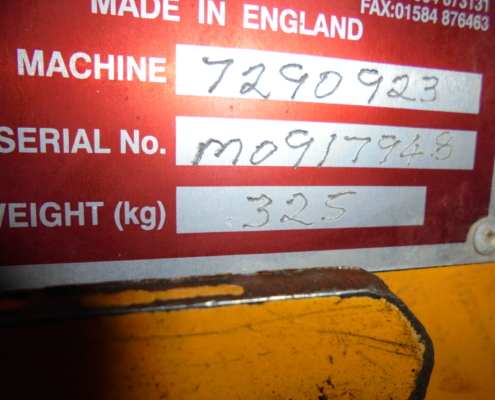 MADE IN ENGLAND
FAX:01584 876463
MACHINE 7290923
SERIAL No. M0917948
WEIGHT (kg) 325